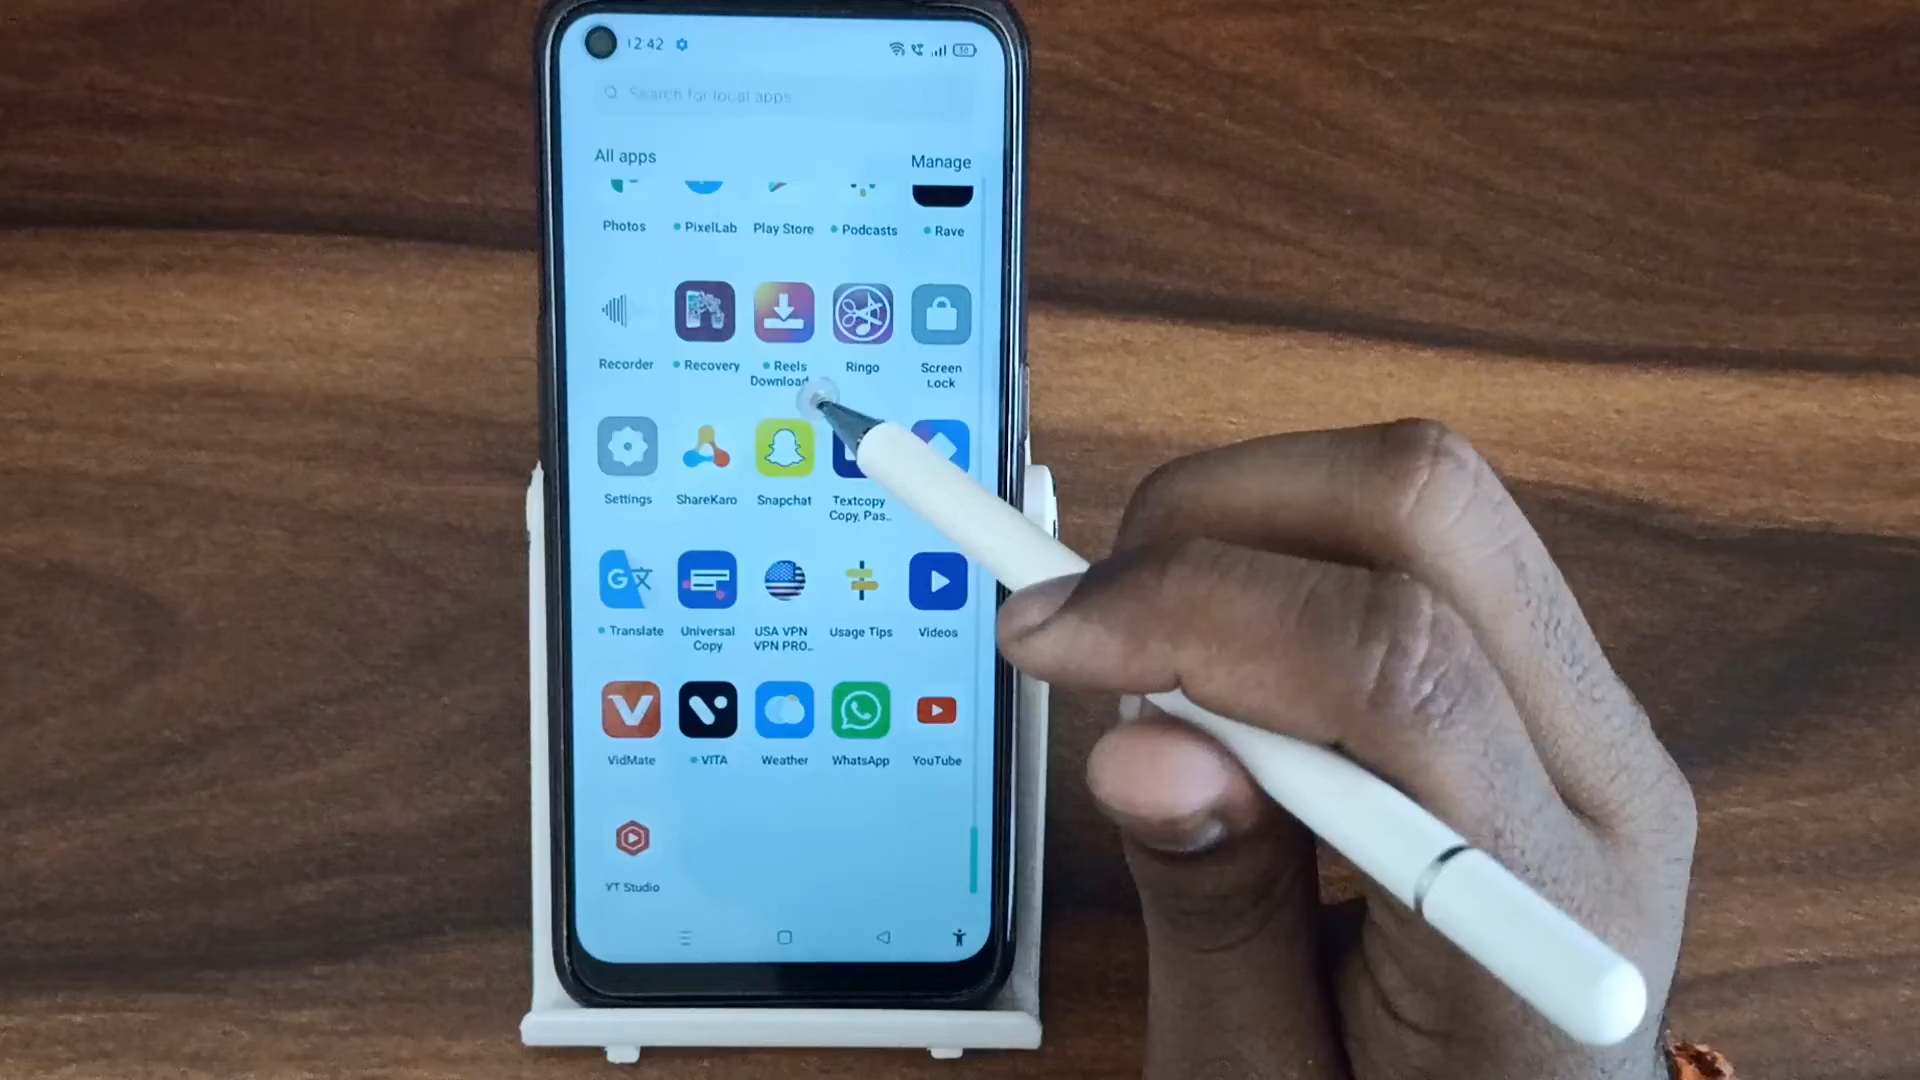 12:42
Search for local apps
All apps Manage
Photos PixelLab Play Store Podcasts Rave
Recorder Recovery Reels Ringo Screen
Download Lock
Settings ShareKaro Snapchat Textcopy
Copy, Pas..
Translate Universal USA VPN Usage Tips Videos
Copy VPN PRO..
VidMate VITA Weather WhatsApp YouTube
YT Studio